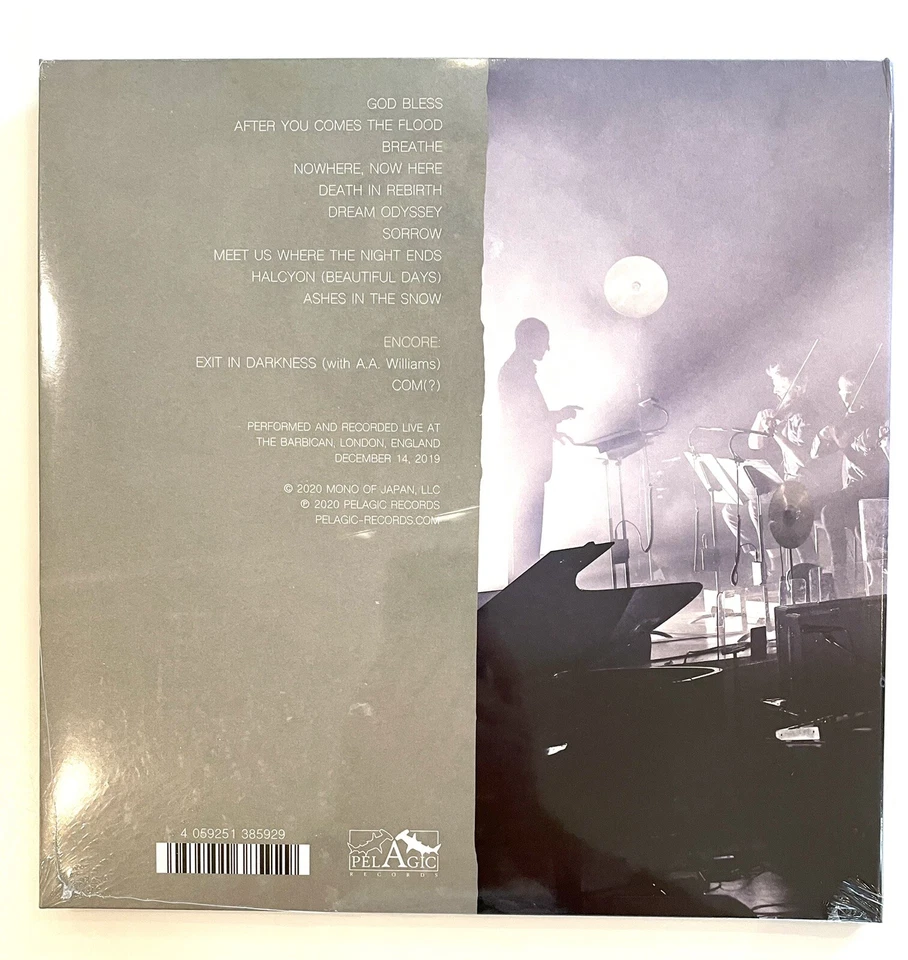 GOD BLESS
AFTER YOU COMES THE FLOOD
BREATHE
NOWHERE, NOW HERE
DEATH IN REBIRTH
DREAM ODYSSEY
SORROW
MEET US WHERE THE NIGHT ENDS
HALCYON (BEAUTIFUL DAYS)
ASHES IN THE SNOW
ENCORE:
EXIT IN DARKNESS (with A.A. Williams)
COM(?)
PERFORMED AND RECORDED LIVE AT
THE BARBICAN, LONDON, ENGLAND
DECEMBER 14, 2019
© 2020 MONO OF JAPAN, LLC
℗ 2020 PELAGIC RECORDS
PELAGIC-RECORDS.COM
4 059251 385929
PELAGIC
RECORDS